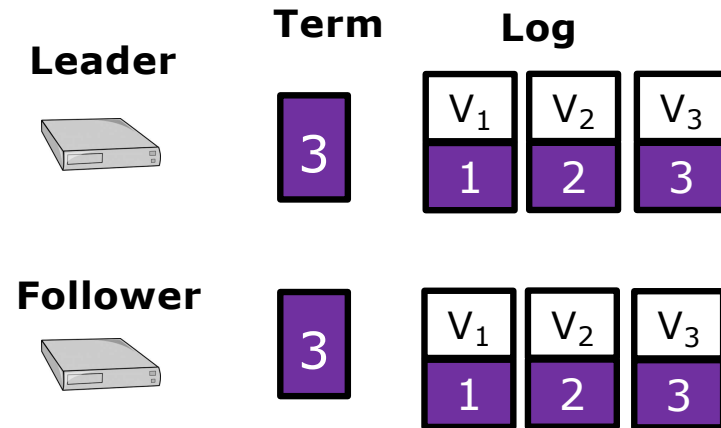 Term Log
Leader
V₁ V₂ V₃
3
1 2 3
Follower
V₁ V₂ V₃
3
1 2 3